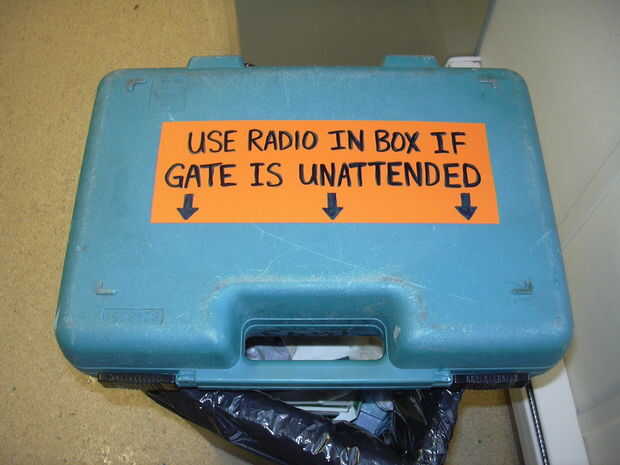 USE RADIO IN BOX IF
GATE IS UNATTENDED